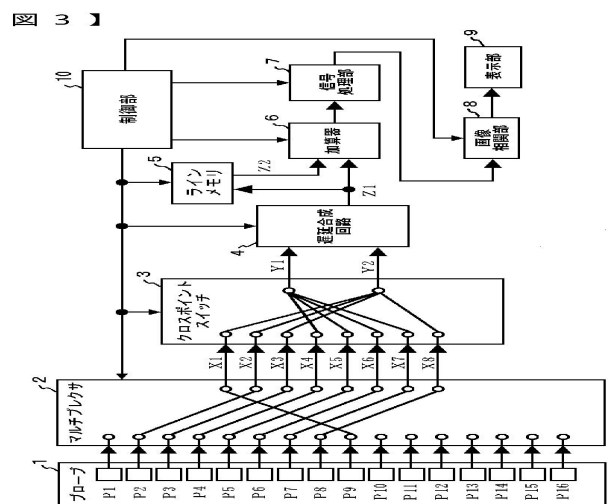 図 3 】
10
制御部
9
表示部
7
信号
処理部
8
画像
相関部
6
加算器
5
ライン
メモリ
Z2
Z1
4
遅延合成
回路
Y1
Y2
3
クロスポイント
スイッチ
X1
X2
X3
X4
X5
X6
X7
X8
2
マルチプレクサ
1
プローブ
P1
P2
P3
P4
P5
P6
P7
P8
P9
P10
P11
P12
P13
P14
P15
P16